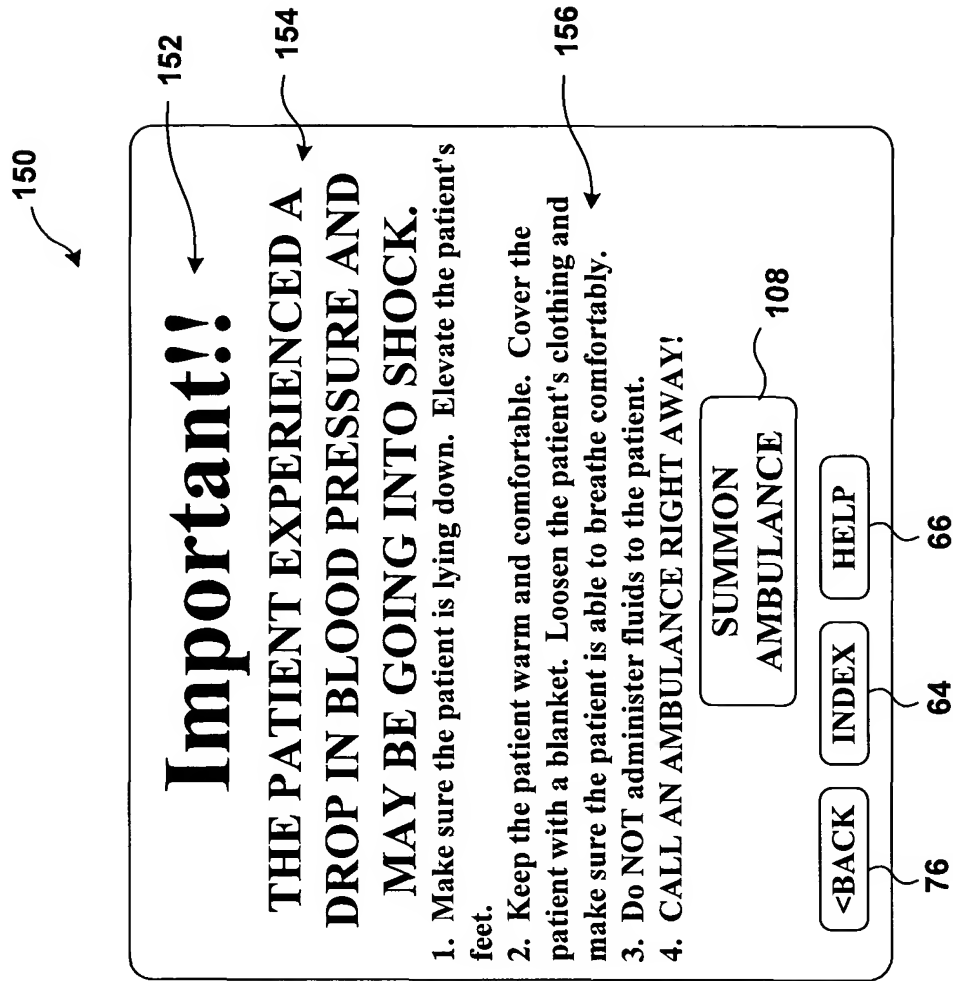 150
152
Important!!
154
THE PATIENT EXPERIENCED A
DROP IN BLOOD PRESSURE AND
MAY BE GOING INTO SHOCK.
1. Make sure the patient is lying down. Elevate the patient's
feet.
2. Keep the patient warm and comfortable. Cover the
patient with a blanket. Loosen the patient's clothing and
make sure the patient is able to breathe comfortably.
156
3. Do NOT administer fluids to the patient.
4. CALL AN AMBULANCE RIGHT AWAY!
SUMMON
AMBULANCE
108
<BACK
INDEX
HELP
76
64
66